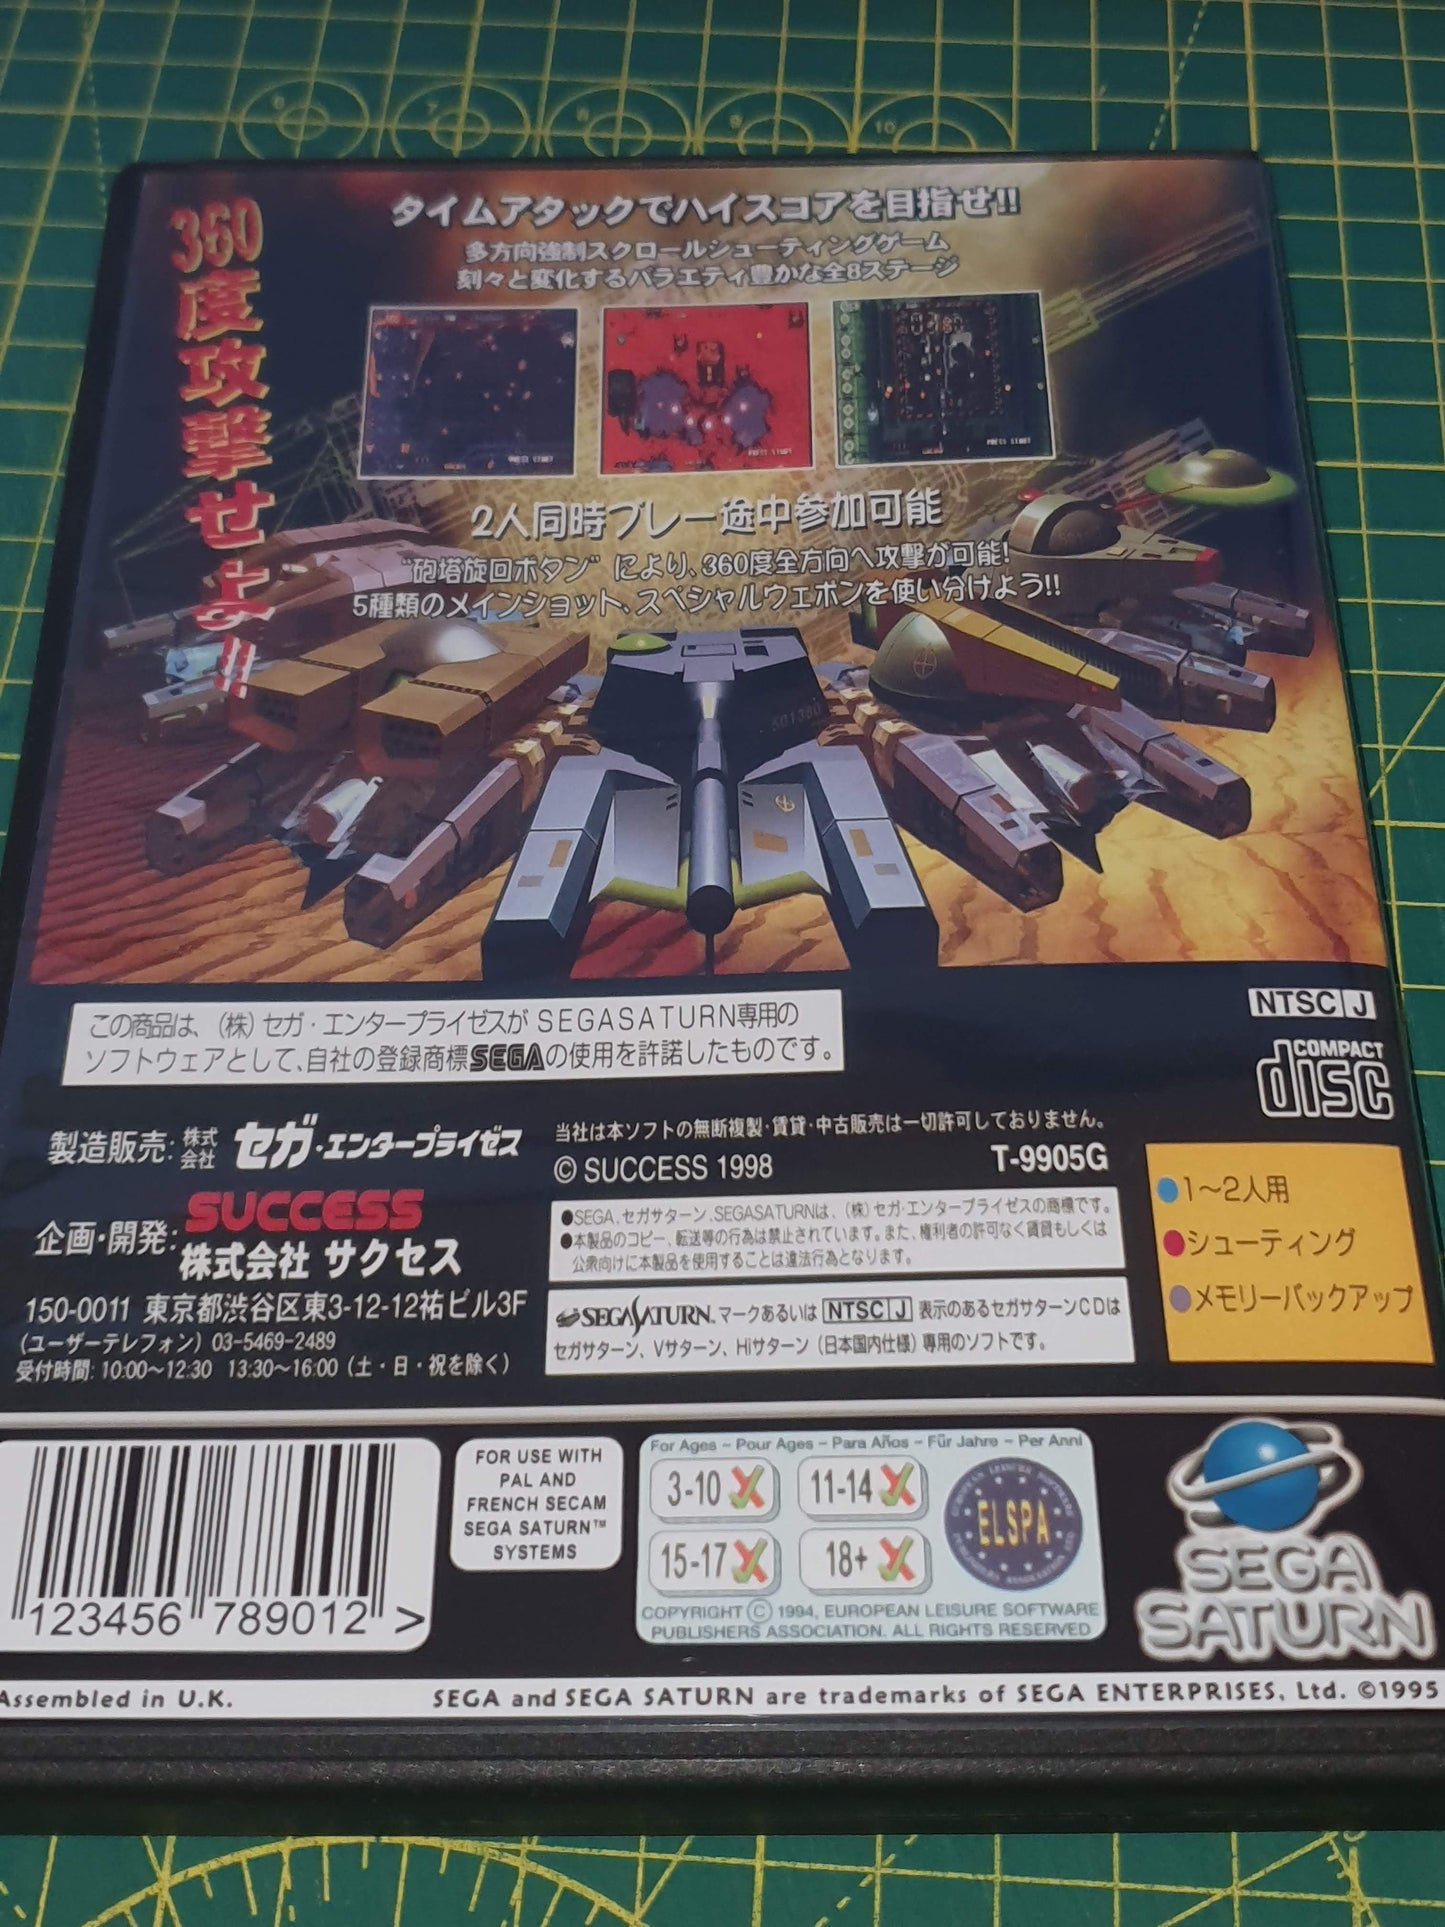 360度攻撃せよ!!
タイムアタックでハイスコアを目指せ!!
多方向強制スクロールシューティングゲーム
刻々と変化するバラエティ豊かな全8ステージ
PRESS START
PRESS START
PRESS START
2人同時プレー途中参加可能
“砲塔旋回ボタン”により、360度全方向へ攻撃が可能!
5種類のメインショット、スペシャルウェポンを使い分けよう!!
501380
この商品は、(株)セガ・エンタープライゼスが SEGASATURN専用の
ソフトウェアとして、自社の登録商標SEGAの使用を許諾したものです。
NTSC J
COMPACT
disc
製造販売: 株式会社 セガ・エンタープライゼス
企画・開発: SUCCESS
株式会社 サクセス
150-0011 東京都渋谷区東3-12-12祐ビル3F
(ユーザーテレフォン) 03-5469-2489
受付時間: 10:00〜12:30 13:30〜16:00 (土・日・祝を除く)
当社は本ソフトの無断複製・賃貸・中古販売は一切許可しておりません。
© SUCCESS 1998
T-9905G
●SEGA、セガサターン、SEGASATURNは、(株)セガ・エンタープライゼスの商標です。
●本製品のコピー、転送等の行為は禁止されています。また、権利者の許可なく賃貸もしくは
公衆向けに本製品を使用することは違法行為となります。
SEGA SATURN. マークあるいは NTSC J 表示のあるセガサターンCDは
セガサターン、Vサターン、Hiサターン (日本国内仕様) 専用のソフトです。
●1〜2人用
●シューティング
●メモリーバックアップ
123456 789012 >
FOR USE WITH
PAL AND
FRENCH SECAM
SEGA SATURN™
SYSTEMS
For Ages – Pour Ages – Para Años – Für Jahre – Per Anni
3-10
11-14
15-17
18+
EUROPEAN LEISURE SOFTWARE PUBLISHERS ASSOCIATION LTD
ELSPA
COPYRIGHT © 1994, EUROPEAN LEISURE SOFTWARE
PUBLISHERS ASSOCIATION. ALL RIGHTS RESERVED
SEGA
SATURN
Assembled in U.K.
SEGA and SEGA SATURN are trademarks of SEGA ENTERPRISES, Ltd. ©1995
6
7
8
9
10